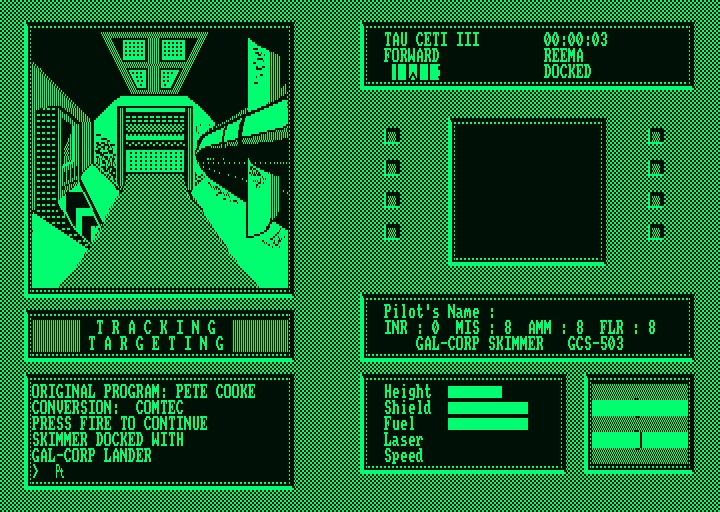 TAU CETI III 00:00:03
FORWARD REEMA
DOCKED
Pilot's Name :
INR : 0 MIS : 8 AMM : 8 FLR : 8
GAL-CORP SKIMMER GCS-503
TRACKING
TARGETING
ORIGINAL PROGRAM: PETE COOKE
CONVERSION: COMTEC
PRESS FIRE TO CONTINUE
SKIMMER DOCKED WITH
GAL-CORP LANDER
>
Height
Shield
Fuel
Laser
Speed